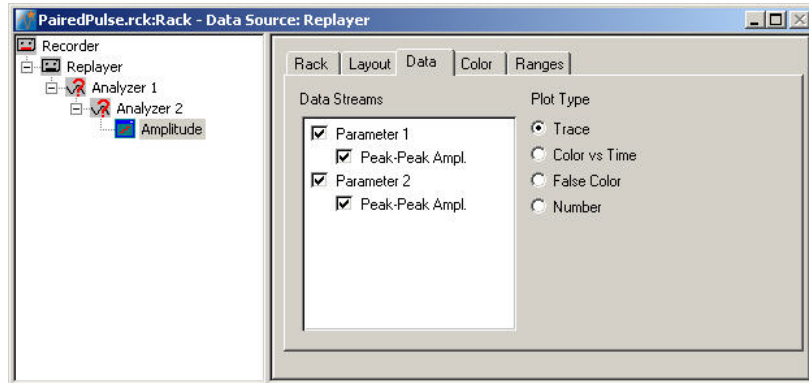 PairedPulse.rck:Rack - Data Source: Replayer
Recorder
Replayer
Analyzer 1
Analyzer 2
Amplitude
Rack Layout Data Color Ranges
Data Streams
Parameter 1
Peak-Peak Ampl.
Parameter 2
Peak-Peak Ampl.
Plot Type
Trace
Color vs Time
False Color
Number